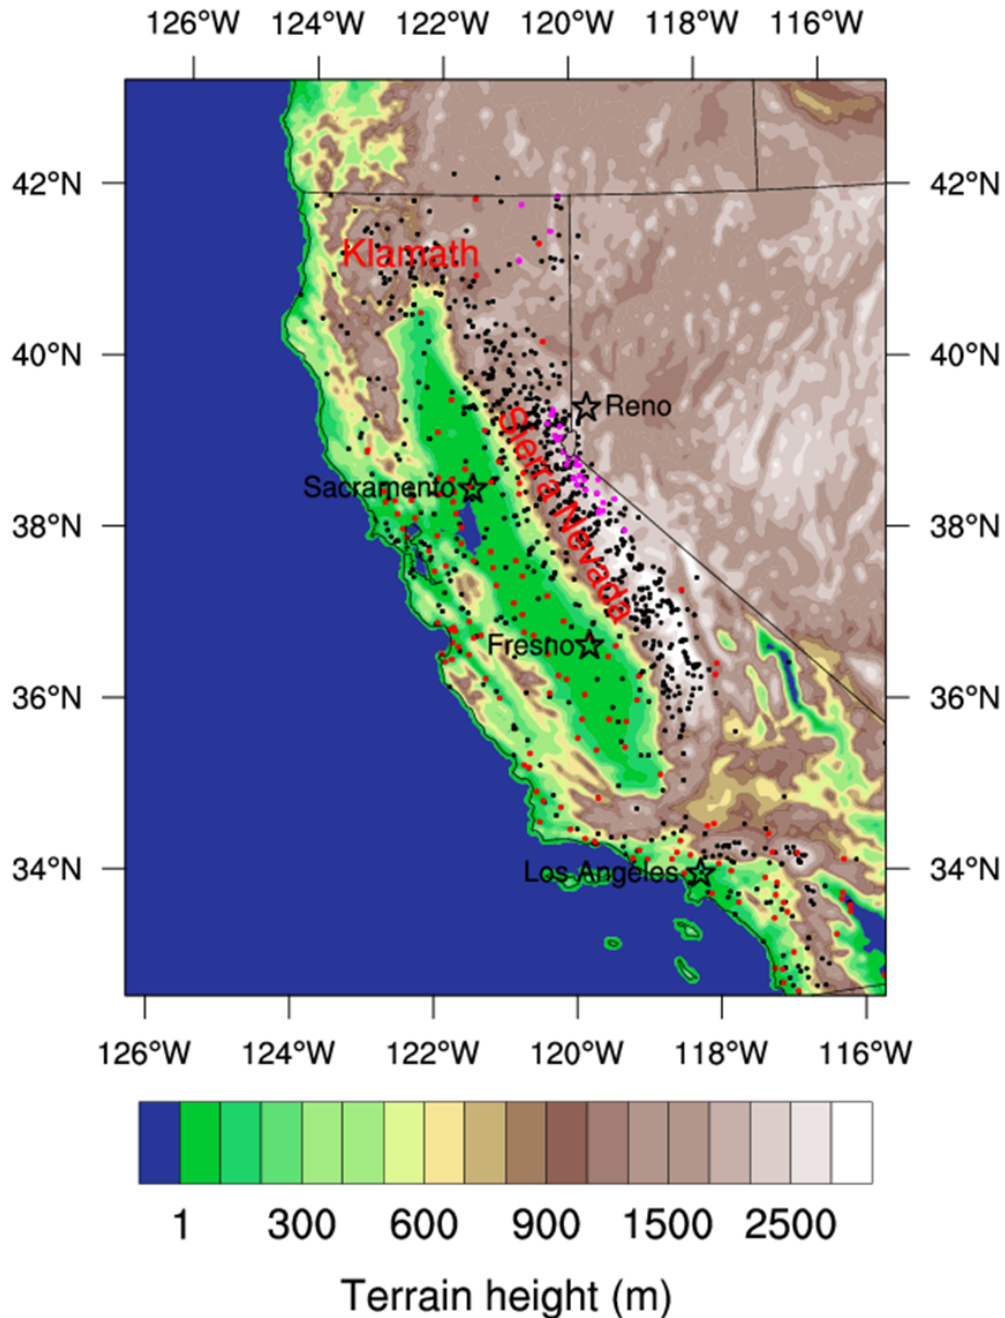 126°W 124°W 122°W 120°W 118°W 116°W
42°N 42°N
Klamath
40°N 40°N
Reno
Sierra Nevada
Sacramento
38°N 38°N
Fresno
36°N 36°N
34°N 34°N
Los Angeles
126°W 124°W 122°W 120°W 118°W 116°W
1 300 600 900 1500 2500
Terrain height (m)